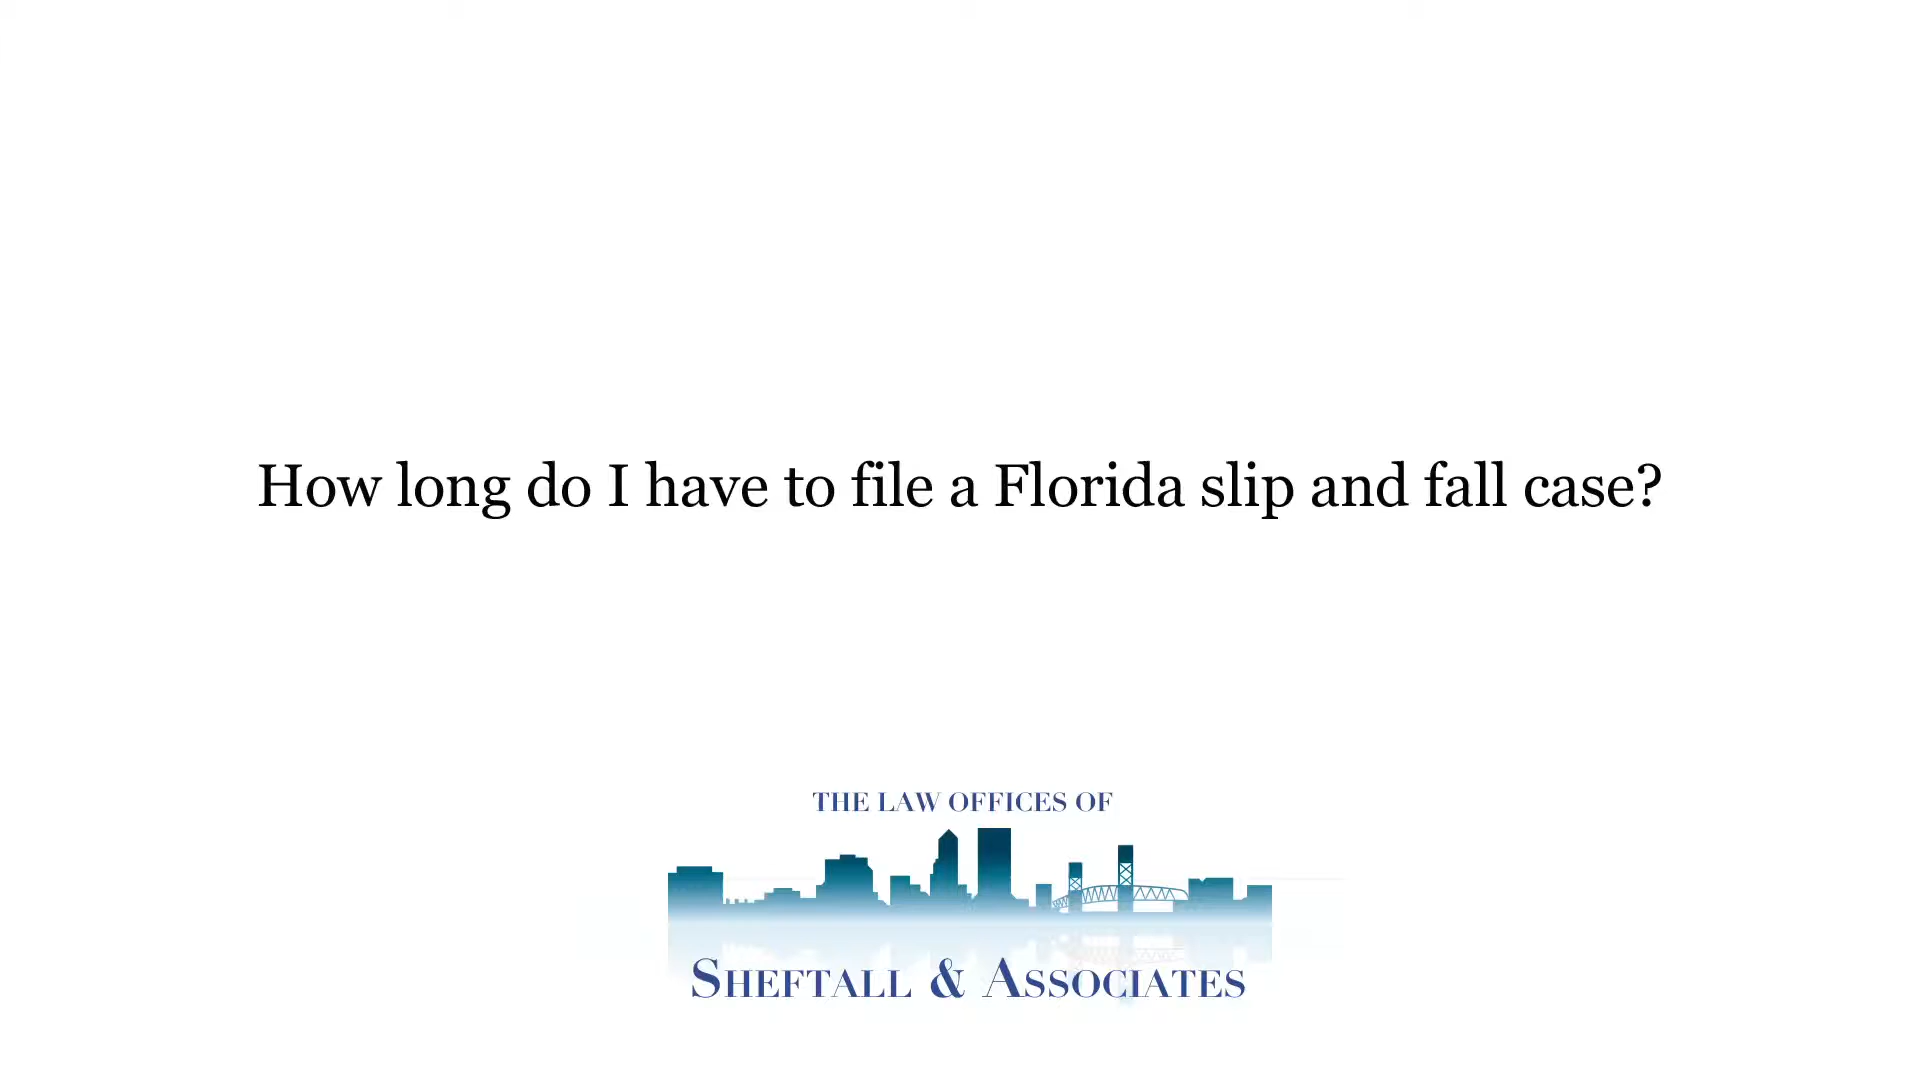 How long do I have to file a Florida slip and fall case?
THE LAW OFFICES OF
SHEFTALL & ASSOCIATES